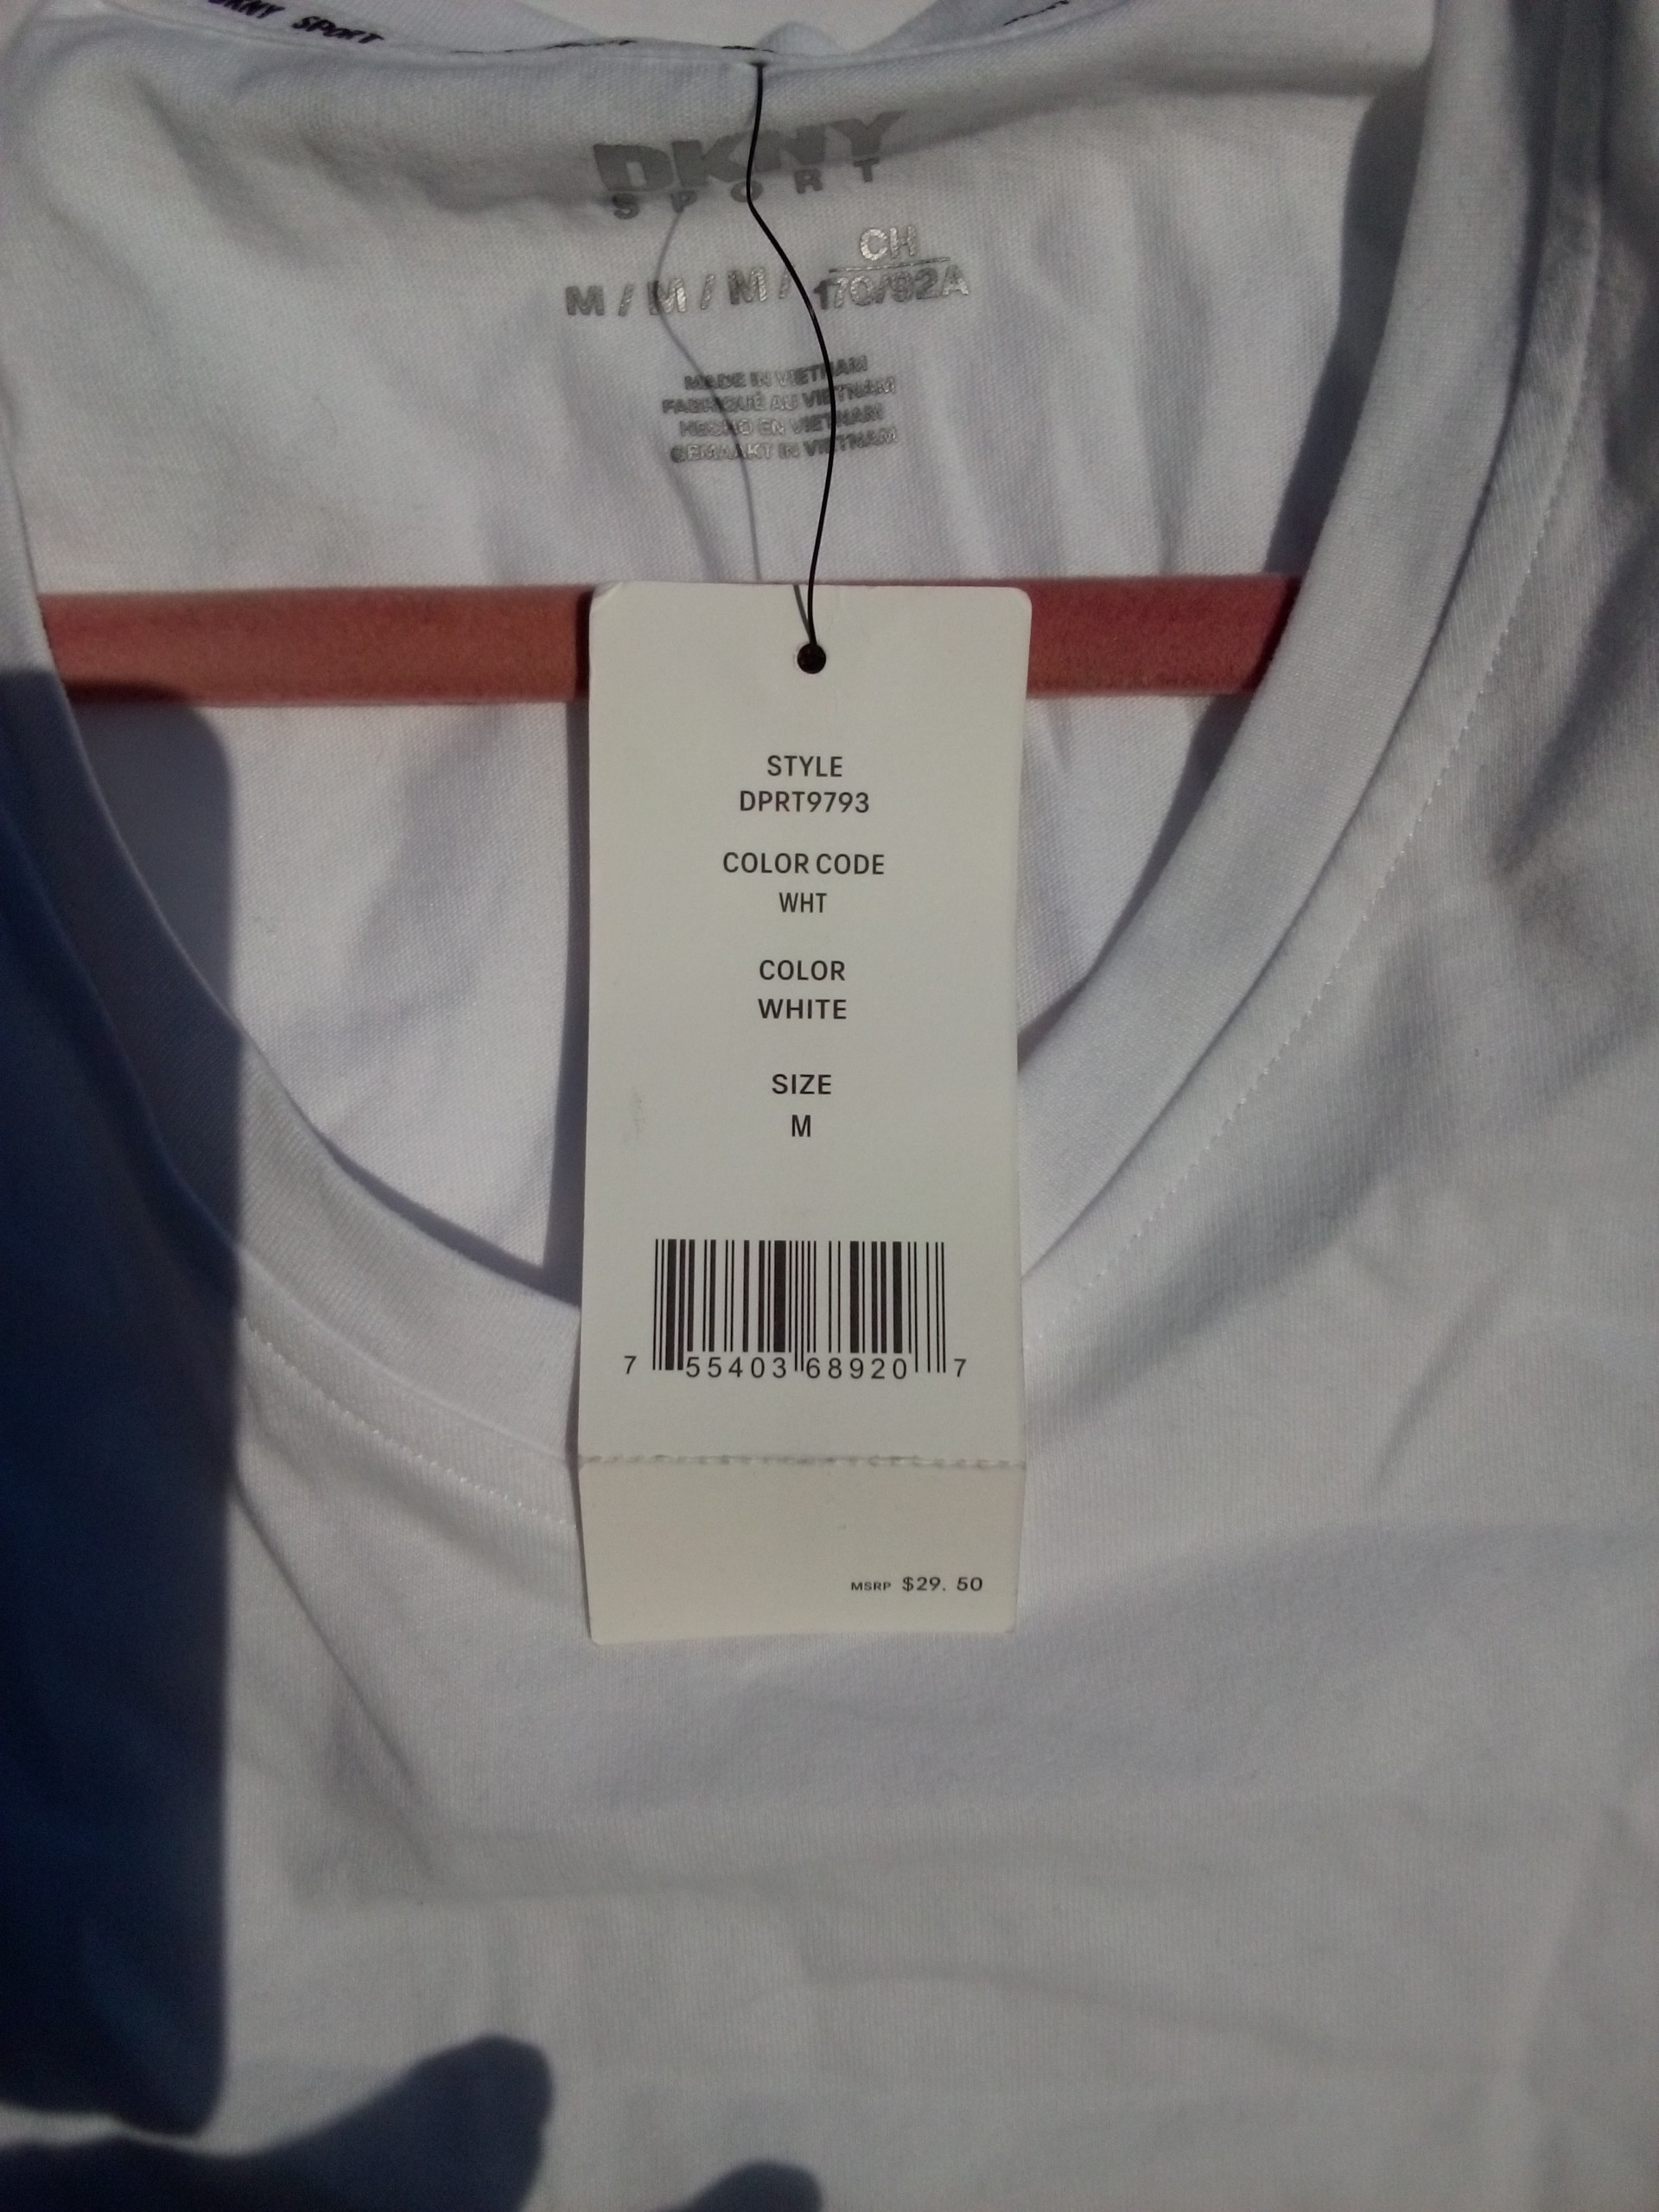 DKNY SPORT
DKNY
SPORT
CH
M / M / M / 170/92A
MADE IN VIETNAM
FABRIQUÉ AU VIETNAM
HECHO EN VIETNAM
GEMAAKT IN VIETNAM
STYLE
DPRT9793
COLOR CODE
WHT
COLOR
WHITE
SIZE
M
7 55403 68920 7
MSRP $29. 50